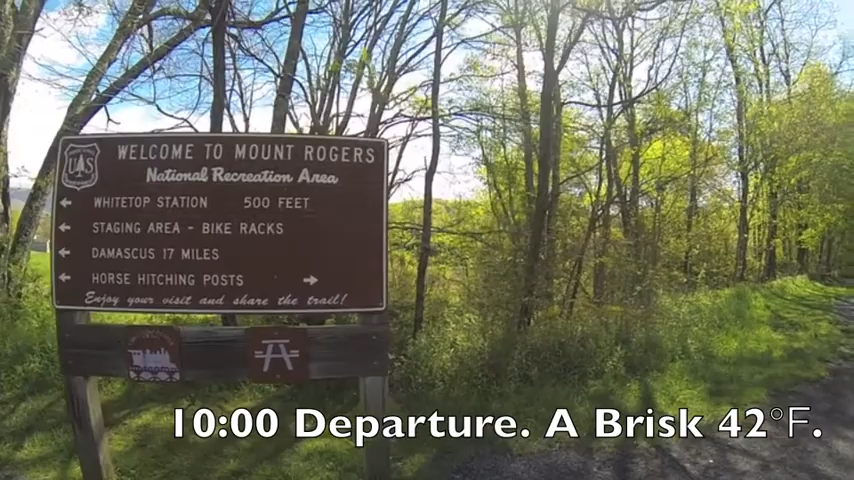 WELCOME TO MOUNT ROGERS
National Recreation Area
UAS
← WHITETOP STATION 500 FEET
← STAGING AREA - BIKE RACKS
← DAMASCUS 17 MILES
← HORSE HITCHING POSTS →
Enjoy your visit and share the trail!
10:00 Departure. A Brisk 42°F.